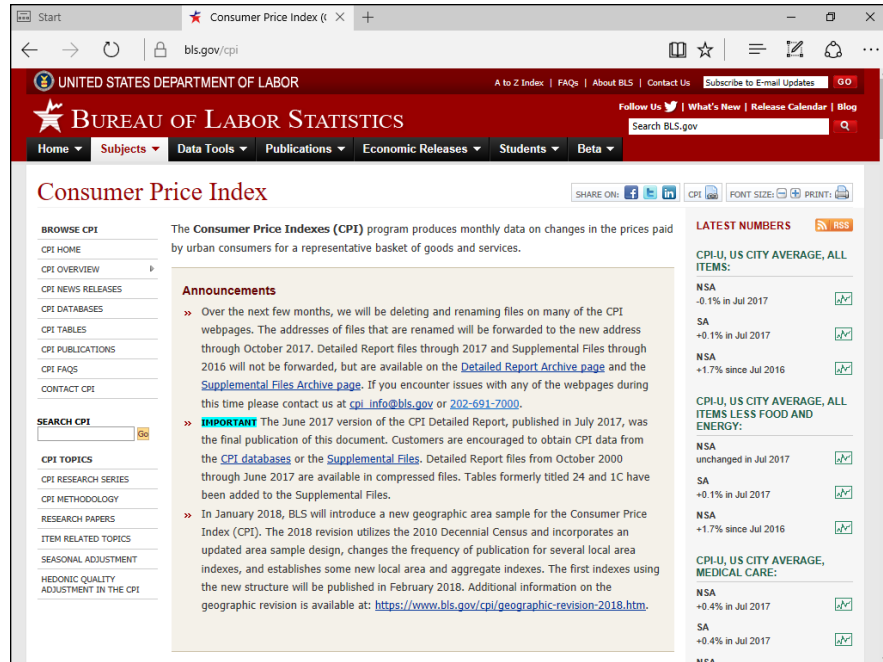 Start
Consumer Price Index (
bls.gov/cpi
UNITED STATES DEPARTMENT OF LABOR
A to Z Index | FAQs | About BLS | Contact Us
Subscribe to E-mail Updates
GO
BUREAU OF LABOR STATISTICS
Follow Us | What's New | Release Calendar | Blog
Search BLS.gov
Home
Subjects
Data Tools
Publications
Economic Releases
Students
Beta
Consumer Price Index
SHARE ON:
CPI
FONT SIZE:
PRINT:
BROWSE CPI
CPI HOME
CPI OVERVIEW
CPI NEWS RELEASES
CPI DATABASES
CPI TABLES
CPI PUBLICATIONS
CPI FAQS
CONTACT CPI
SEARCH CPI
Go
CPI TOPICS
CPI RESEARCH SERIES
CPI METHODOLOGY
RESEARCH PAPERS
ITEM RELATED TOPICS
SEASONAL ADJUSTMENT
HEDONIC QUALITY
ADJUSTMENT IN THE CPI
The Consumer Price Indexes (CPI) program produces monthly data on changes in the prices paid
by urban consumers for a representative basket of goods and services.
Announcements
» Over the next few months, we will be deleting and renaming files on many of the CPI
webpages. The addresses of files that are renamed will be forwarded to the new address
through October 2017. Detailed Report files through 2017 and Supplemental Files through
2016 will not be forwarded, but are available on the Detailed Report Archive page and the
Supplemental Files Archive page. If you encounter issues with any of the webpages during
this time please contact us at cpi_info@bls.gov or 202-691-7000.
» IMPORTANT The June 2017 version of the CPI Detailed Report, published in July 2017, was
the final publication of this document. Customers are encouraged to obtain CPI data from
the CPI databases or the Supplemental Files. Detailed Report files from October 2000
through June 2017 are available in compressed files. Tables formerly titled 24 and 1C have
been added to the Supplemental Files.
» In January 2018, BLS will introduce a new geographic area sample for the Consumer Price
Index (CPI). The 2018 revision utilizes the 2010 Decennial Census and incorporates an
updated area sample design, changes the frequency of publication for several local area
indexes, and establishes some new local area and aggregate indexes. The first indexes using
the new structure will be published in February 2018. Additional information on the
geographic revision is available at: https://www.bls.gov/cpi/geographic-revision-2018.htm.
LATEST NUMBERS
RSS
CPI-U, US CITY AVERAGE, ALL
ITEMS:
NSA
-0.1% in Jul 2017
SA
+0.1% in Jul 2017
NSA
+1.7% since Jul 2016
CPI-U, US CITY AVERAGE, ALL
ITEMS LESS FOOD AND
ENERGY:
NSA
unchanged in Jul 2017
SA
+0.1% in Jul 2017
NSA
+1.7% since Jul 2016
CPI-U, US CITY AVERAGE,
MEDICAL CARE:
NSA
+0.4% in Jul 2017
SA
+0.4% in Jul 2017
NSA